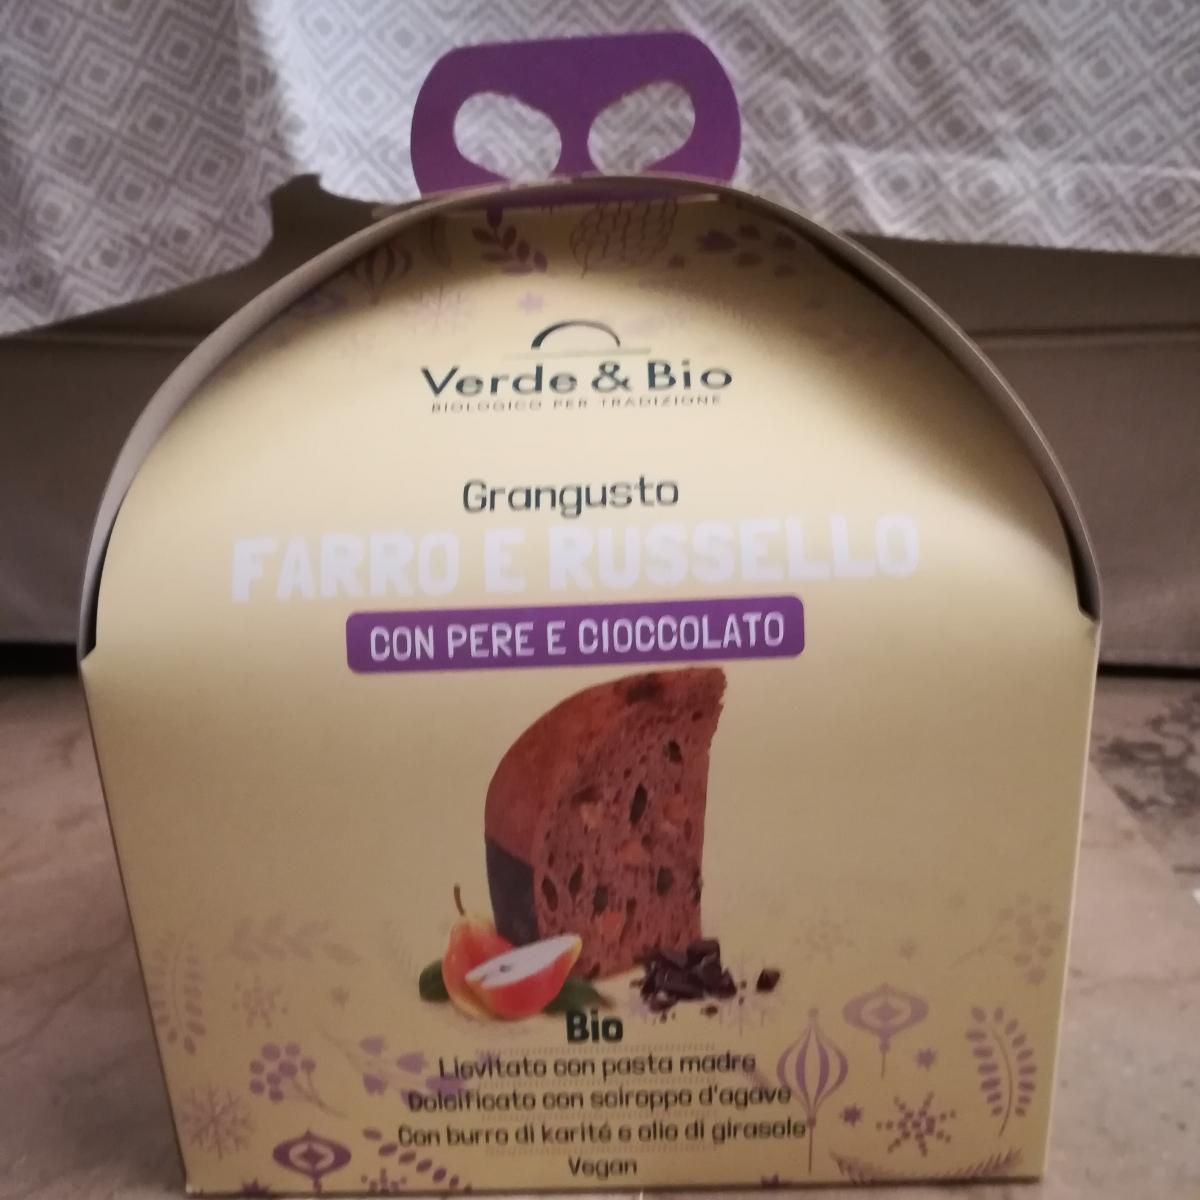 Verde & Bio
BIOLOGICO PER TRADIZIONE
Grangusto
FARRO E RUSSELLO
CON PERE E CIOCCOLATO
Bio
Lievitato con pasta madre
Dolcificato con sciroppo d'agave
Con burro di karité e olio di girasole
Vegan